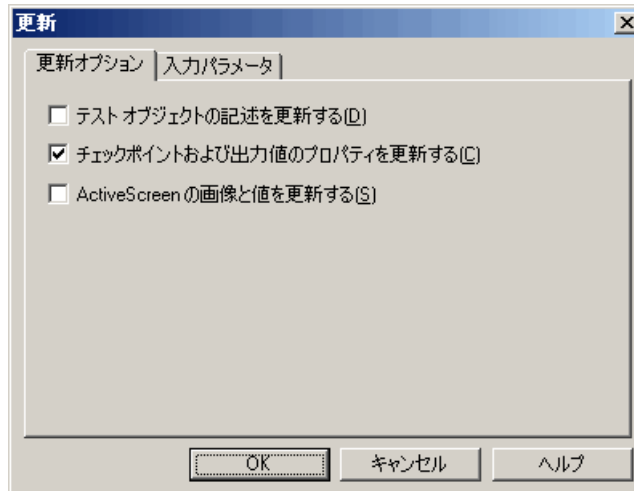 更新
更新オプション 入力パラメータ
テスト オブジェクトの記述を更新する(D)
チェックポイントおよび出力値のプロパティを更新する(C)
ActiveScreen の画像と値を更新する(S)
OK キャンセル ヘルプ